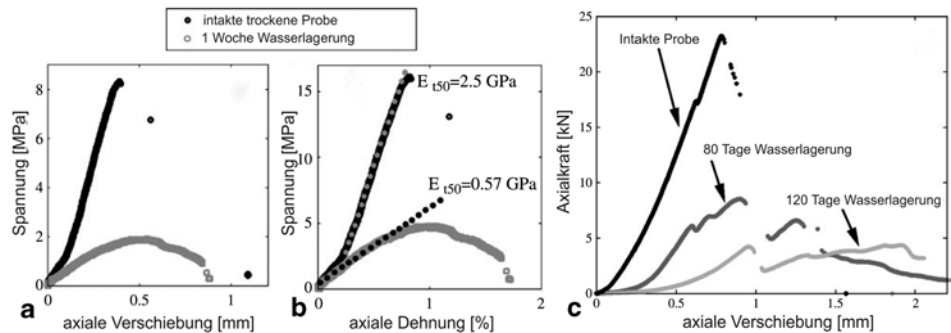 intakte trockene Probe
1 Woche Wasserlagerung
8
6
4
2
0
Spannung [MPa]
0
0.5
1
axiale Verschiebung [mm]
a
15
10
5
0
Spannung [MPa]
E t50=2.5 GPa
E t50=0.57 GPa
0
1
2
axiale Dehnung [%]
b
25
20
15
10
5
0
Axialkraft [kN]
Intakte Probe
80 Tage Wasserlagerung
120 Tage Wasserlagerung
0
0.5
1
1.5
2
axiale Verschiebung [mm]
c